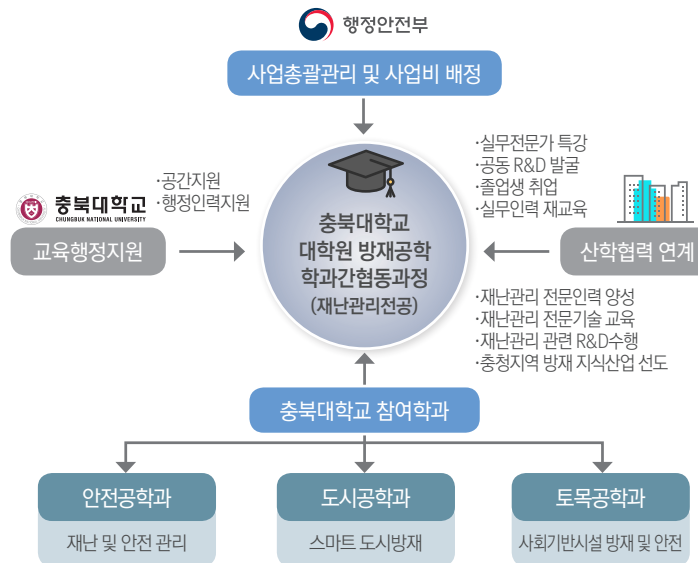 행정안전부
사업총괄관리 및 사업비 배정
·공간지원
·행정인력지원
충북대학교
CHUNGBUK NATIONAL UNIVERSITY
교육행정지원
충북대학교
대학원 방재공학
학과간협동과정
(재난관리전공)
·실무전문가 특강
·공동 R&D 발굴
·졸업생 취업
·실무인력 재교육
산학협력 연계
·재난관리 전문인력 양성
·재난관리 전문기술 교육
·재난관리 관련 R&D수행
·충청지역 방재 지식산업 선도
충북대학교 참여학과
안전공학과
재난 및 안전 관리
도시공학과
스마트 도시방재
토목공학과
사회기반시설 방재 및 안전